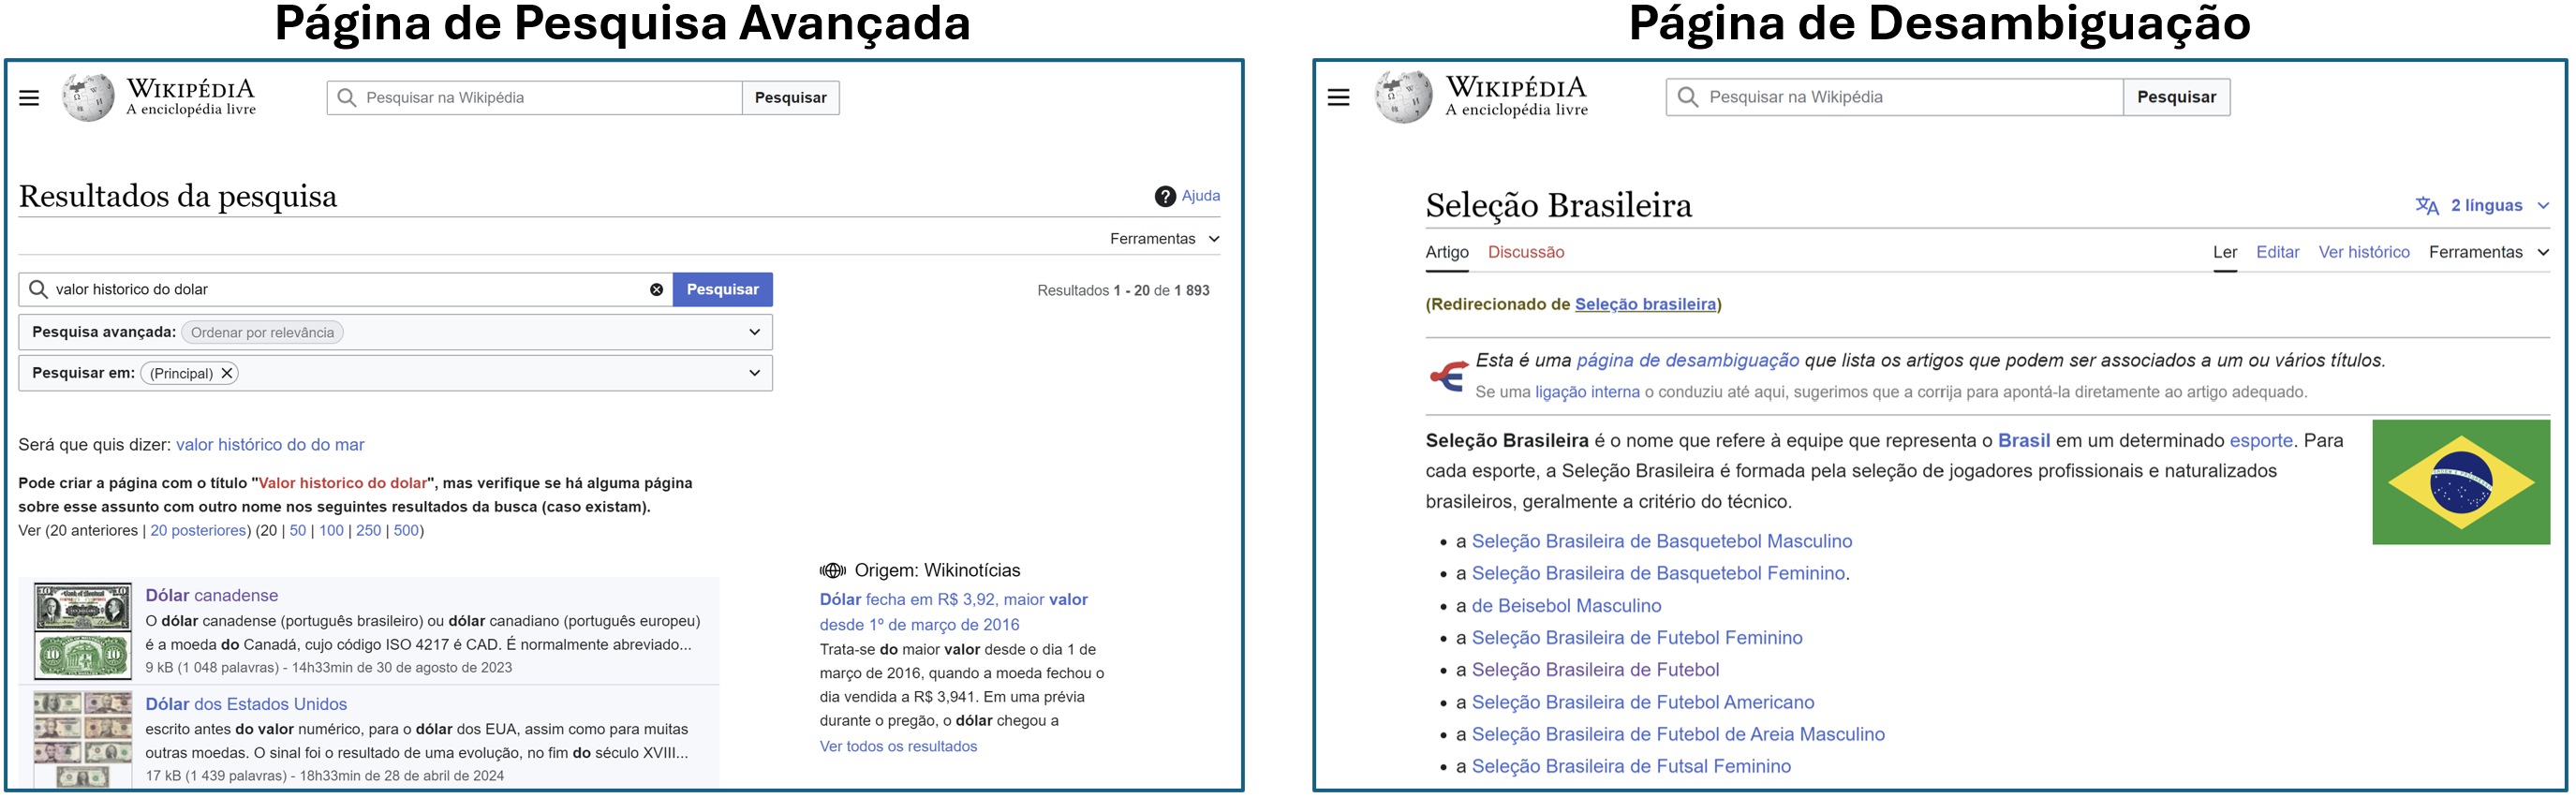 Página de Pesquisa Avançada
WIKIPÉDIA
A enciclopédia livre
Pesquisar na Wikipédia
Pesquisar
Resultados da pesquisa
? Ajuda
Ferramentas
valor historico do dolar
Pesquisar
Resultados 1 - 20 de 1 893
Pesquisa avançada: Ordenar por relevância
Pesquisar em: (Principal)
Será que quis dizer: valor histórico do do mar
Pode criar a página com o título "Valor historico do dolar", mas verifique se há alguma página
sobre esse assunto com outro nome nos seguintes resultados da busca (caso existam).
Ver (20 anteriores | 20 posteriores) (20 | 50 | 100 | 250 | 500)
Dólar canadense
O dólar canadense (português brasileiro) ou dólar canadiano (português europeu)
é a moeda do Canadá, cujo código ISO 4217 é CAD. É normalmente abreviado...
9 kB (1 048 palavras) - 14h33min de 30 de agosto de 2023
Dólar dos Estados Unidos
escrito antes do valor numérico, para o dólar dos EUA, assim como para muitas
outras moedas. O sinal foi o resultado de uma evolução, no fim do século XVIII...
17 kB (1 439 palavras) - 18h33min de 28 de abril de 2024
Origem: Wikinotícias
Dólar fecha em R$ 3,92, maior valor
desde 1º de março de 2016
Trata-se do maior valor desde o dia 1 de
março de 2016, quando a moeda fechou o
dia vendida a R$ 3,941. Em uma prévia
durante o pregão, o dólar chegou a
Ver todos os resultados
Página de Desambiguação
WIKIPÉDIA
A enciclopédia livre
Pesquisar na Wikipédia
Pesquisar
Seleção Brasileira
2 línguas
Artigo Discussão
Ler Editar Ver histórico Ferramentas
(Redirecionado de Seleção brasileira)
Esta é uma página de desambiguação que lista os artigos que podem ser associados a um ou vários títulos.
Se uma ligação interna o conduziu até aqui, sugerimos que a corrija para apontá-la diretamente ao artigo adequado.
Seleção Brasileira é o nome que refere à equipe que representa o Brasil em um determinado esporte. Para
cada esporte, a Seleção Brasileira é formada pela seleção de jogadores profissionais e naturalizados
brasileiros, geralmente a critério do técnico.
• a Seleção Brasileira de Basquetebol Masculino
• a Seleção Brasileira de Basquetebol Feminino.
• a de Beisebol Masculino
• a Seleção Brasileira de Futebol Feminino
• a Seleção Brasileira de Futebol
• a Seleção Brasileira de Futebol Americano
• a Seleção Brasileira de Futebol de Areia Masculino
• a Seleção Brasileira de Futsal Feminino